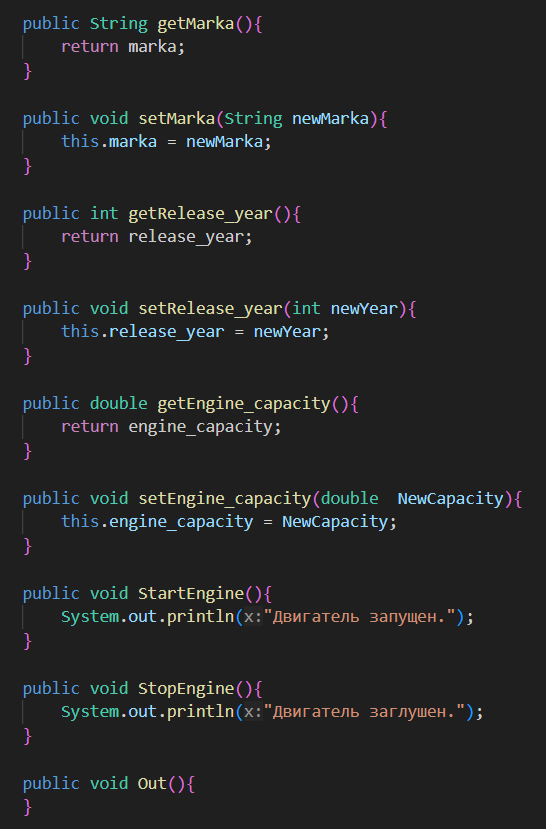 public String getMarka(){
return marka;
}
public void setMarka(String newMarka){
this.marka = newMarka;
}
public int getRelease_year(){
return release_year;
}
public void setRelease_year(int newYear){
this.release_year = newYear;
}
public double getEngine_capacity(){
return engine_capacity;
}
public void setEngine_capacity(double  NewCapacity){
this.engine_capacity = NewCapacity;
}
public void StartEngine(){
System.out.println(x:"Двигатель запущен.");
}
public void StopEngine(){
System.out.println(x:"Двигатель заглушен.");
}
public void Out(){
}